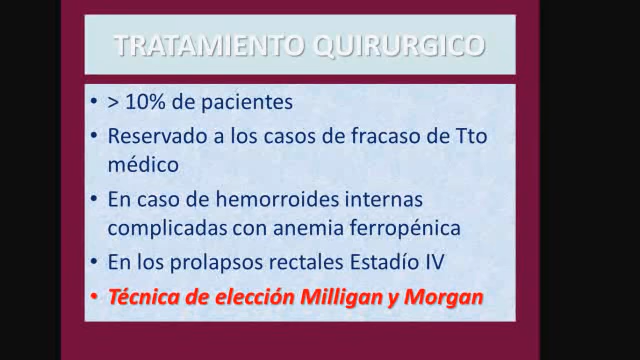 TRATAMIENTO QUIRURGICO
• > 10% de pacientes
• Reservado a los casos de fracaso de Tto
médico
• En caso de hemorroides internas
complicadas con anemia ferropénica
• En los prolapsos rectales Estadío IV
• Técnica de elección Milligan y Morgan